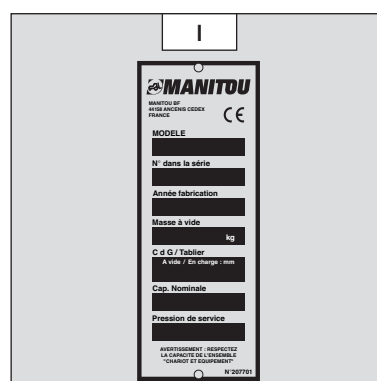 I
MANITOU
MANITOU BF
44158 ANCENIS CEDEX
FRANCE
CE
MODELE
N° dans la série
Année fabrication
Masse à vide
kg
C d G / Tablier
A vide / En charge : mm
Cap. Nominale
Pression de service
AVERTISSEMENT : RESPECTEZ
LA CAPACITE DE L'ENSEMBLE
"CHARIOT ET EQUIPEMENT"
N°207701